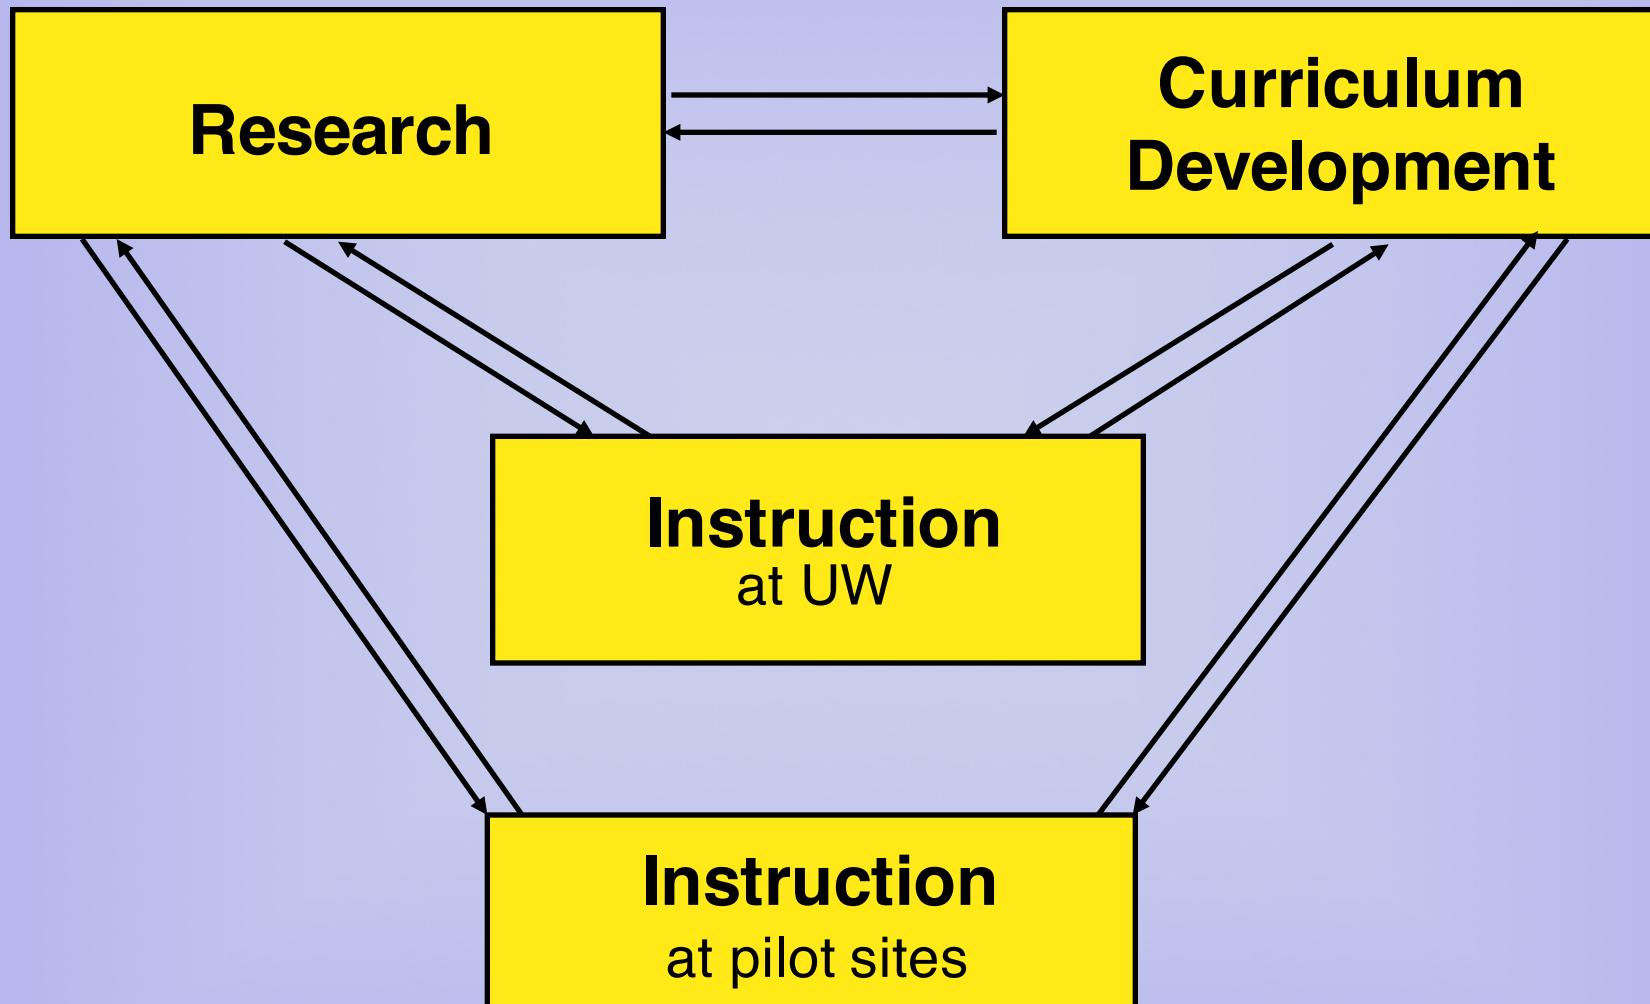 Research
Curriculum
Development
Instruction
at UW
Instruction
at pilot sites